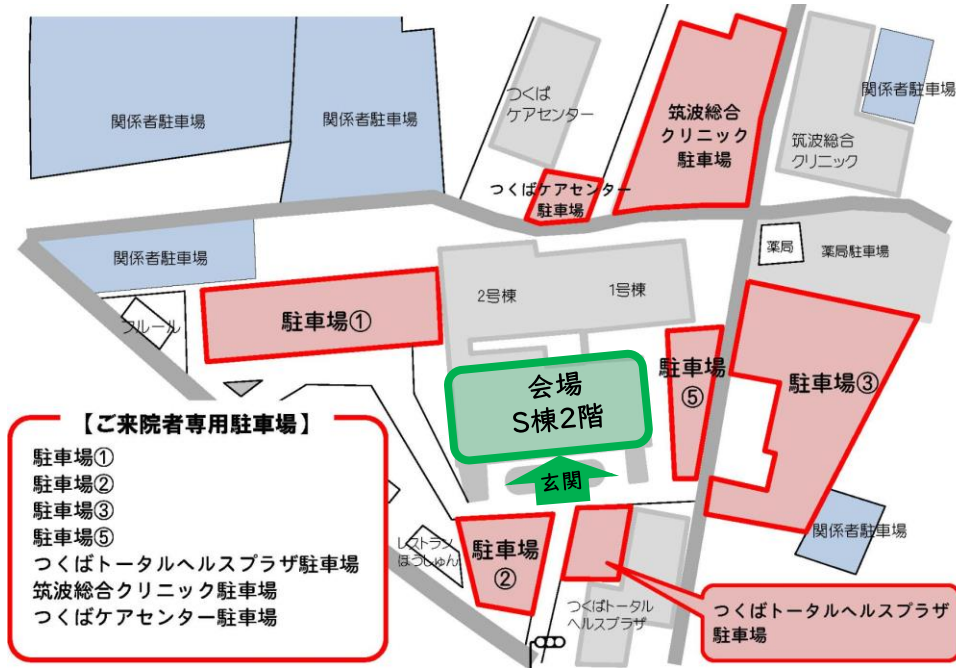 関係者駐車場
関係者駐車場
つくば
ケアセンター
筑波総合
クリニック
駐車場
関係者駐車場
筑波総合
クリニック
つくばケアセンター
駐車場
関係者駐車場
薬局
薬局駐車場
2号棟
1号棟
フルール
駐車場①
会場
S棟2階
駐車場
⑤
駐車場③
玄関
【ご来院者専用駐車場】
駐車場①
駐車場②
駐車場③
駐車場⑤
つくばトータルヘルスプラザ駐車場
筑波総合クリニック駐車場
つくばケアセンター駐車場
レストラン
ほうしゅん
駐車場
②
関係者駐車場
つくばトータル
ヘルスプラザ
つくばトータルヘルスプラザ
駐車場